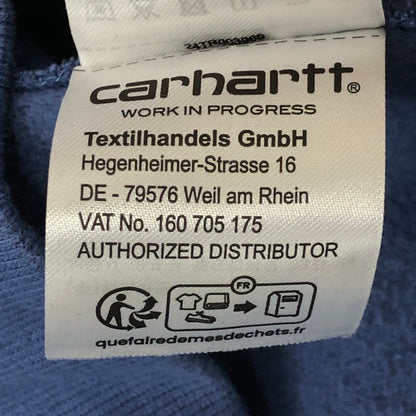 carhartt®
WORK IN PROGRESS
Textilhandels GmbH
Hegenheimer-Strasse 16
DE - 79576 Weil am Rhein
VAT No. 160 705 175
AUTHORIZED DISTRIBUTOR
FR
quefairedemesdechets.fr